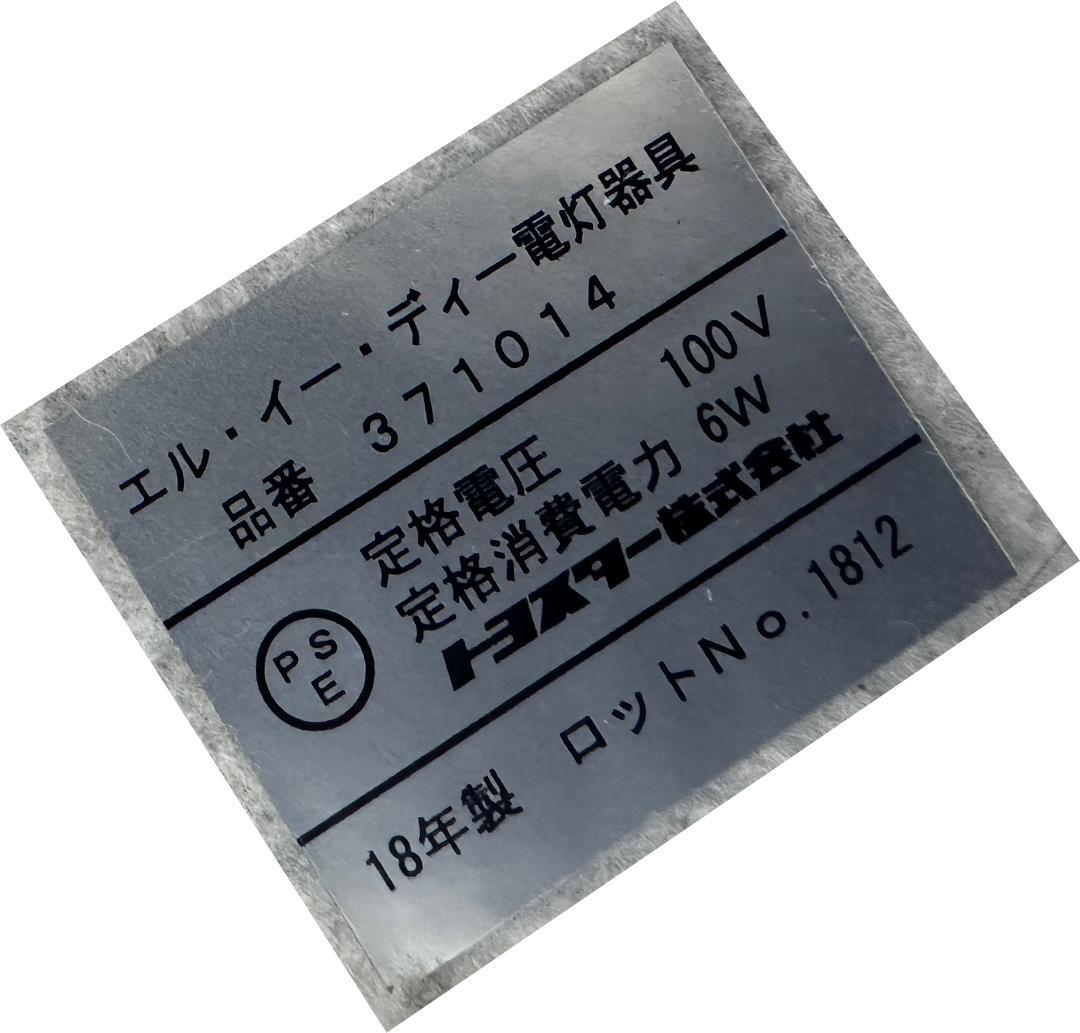 エル・イー・ディー電灯器具
品番 371014
定格電圧 100V
定格消費電力 6W
トヨスター株式会社
PSE
18年製 ロットNo.1812